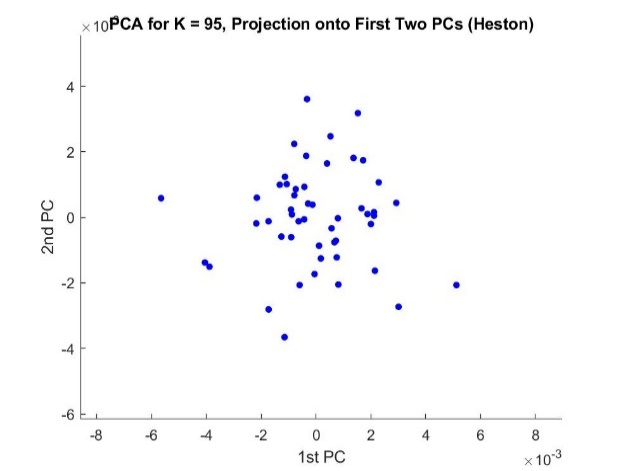 ×10 PCA for K = 95, Projection onto First Two PCs (Heston)
4
2
0
-2
-4
-6
2nd PC
-8 -6 -4 -2 0 2 4 6 8
1st PC
×10-3